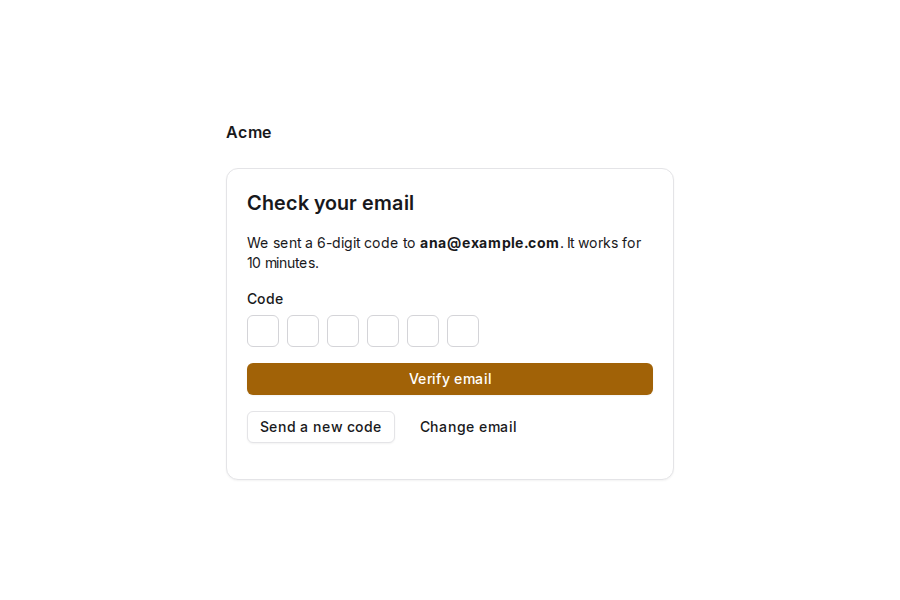 Acme
Check your email
We sent a 6-digit code to ana@example.com. It works for
10 minutes.
Code
Verify email
Send a new code
Change email